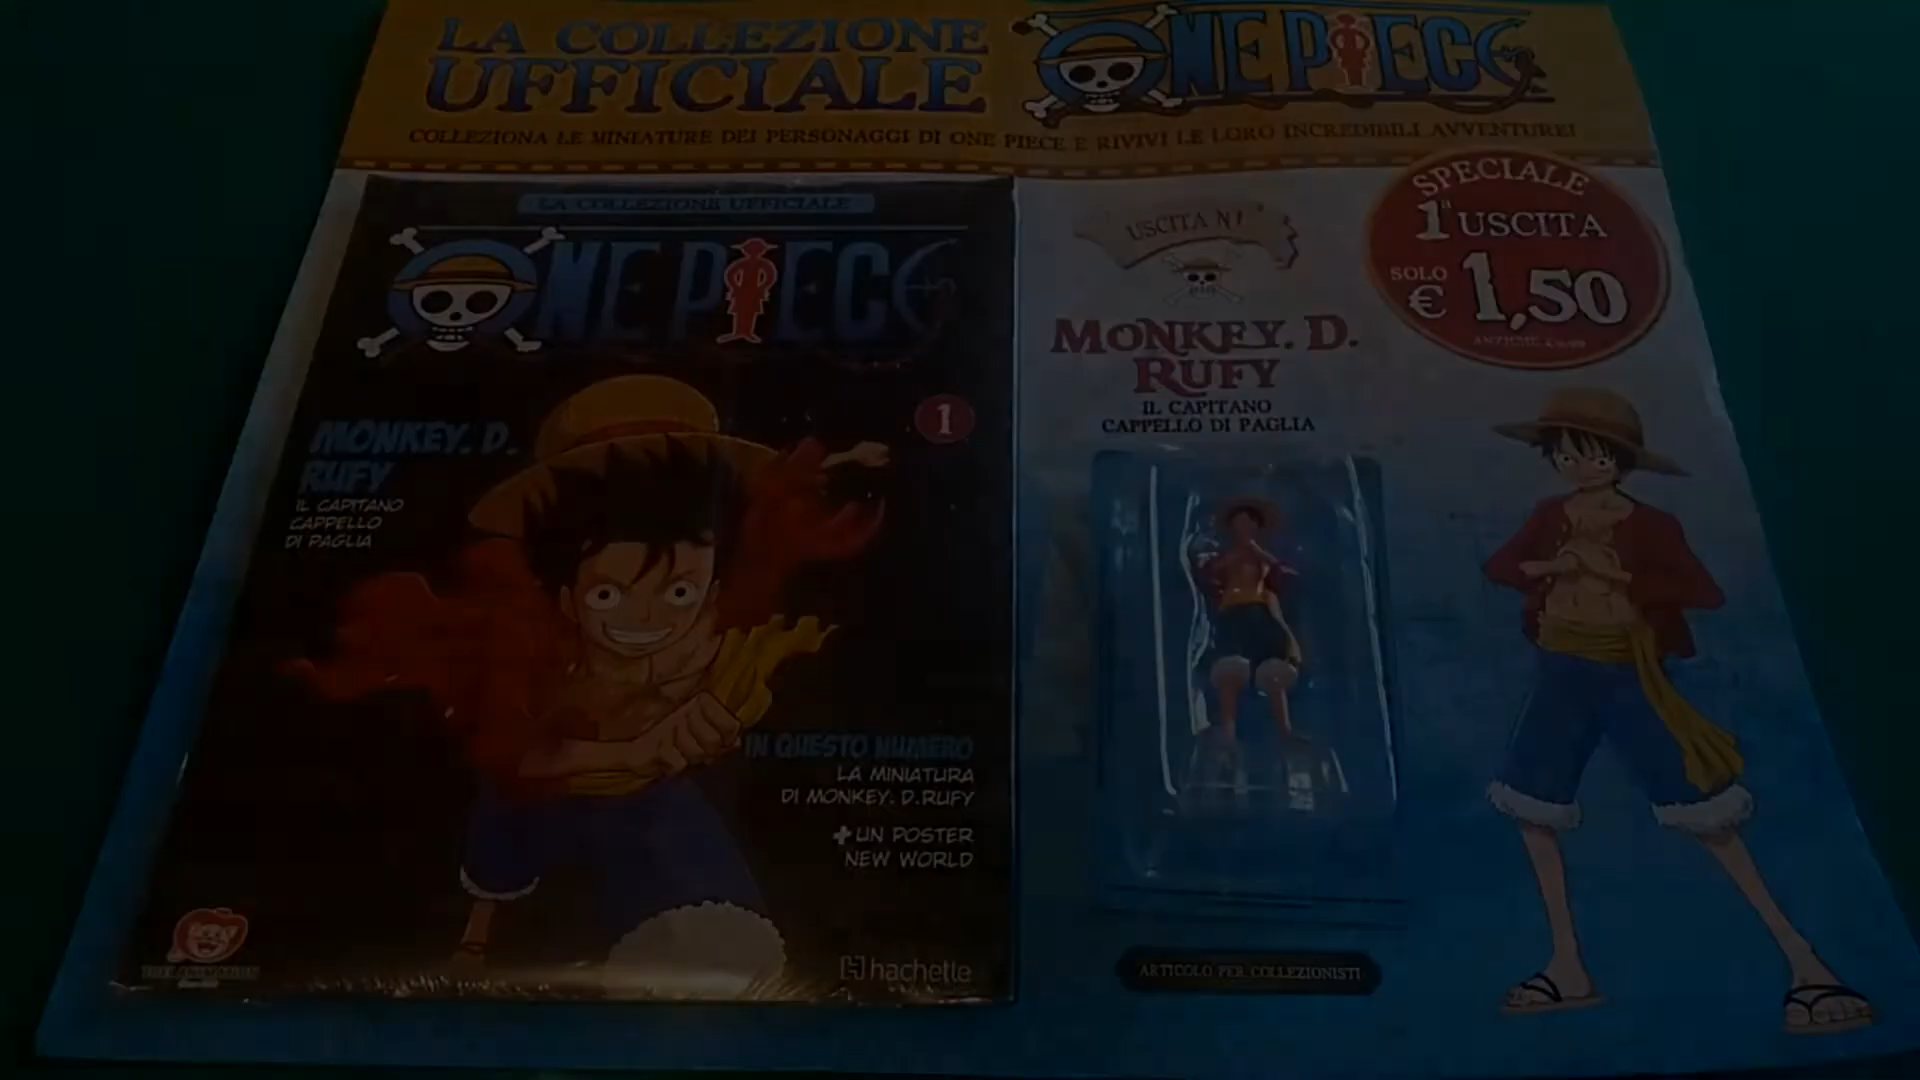 LA COLLEZIONE
UFFICIALE
ONE PIECE
COLLEZIONA LE MINIATURE DEI PERSONAGGI DI ONE PIECE E RIVIVI LE LORO INCREDIBILI AVVENTURE!
LA COLLEZIONE UFFICIALE
ONE PIECE
1
MONKEY. D.
RUFY
IL CAPITANO
CAPPELLO
DI PAGLIA
IN QUESTO NUMERO
LA MINIATURA
DI MONKEY. D.RUFY
+ UN POSTER
NEW WORLD
TOEI ANIMATION
hachette
USCITA N1
MONKEY. D.
RUFY
IL CAPITANO
CAPPELLO DI PAGLIA
SPECIALE
1ª USCITA
SOLO
€ 1,50
ARTICOLO PER COLLEZIONISTI